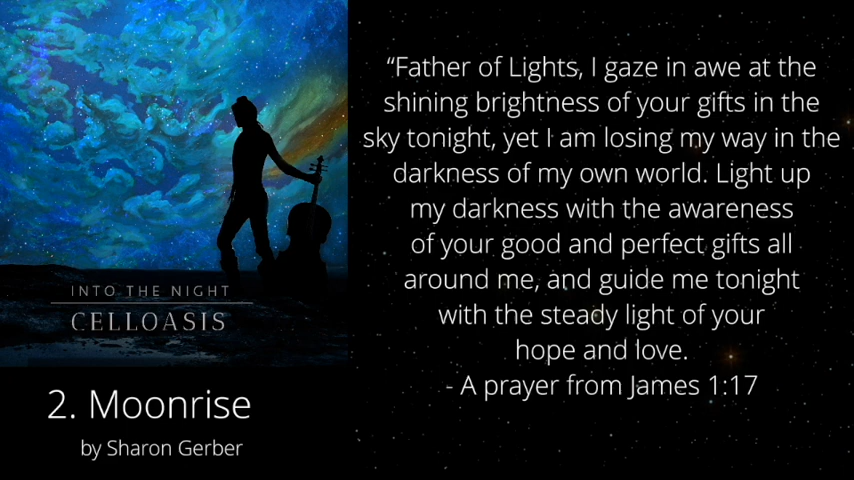 INTO THE NIGHT
CELLOASIS
2. Moonrise
by Sharon Gerber
“Father of Lights, I gaze in awe at the
shining brightness of your gifts in the
sky tonight, yet I am losing my way in the
darkness of my own world. Light up
my darkness with the awareness
of your good and perfect gifts all
around me, and guide me tonight
with the steady light of your
hope and love.
- A prayer from James 1:17